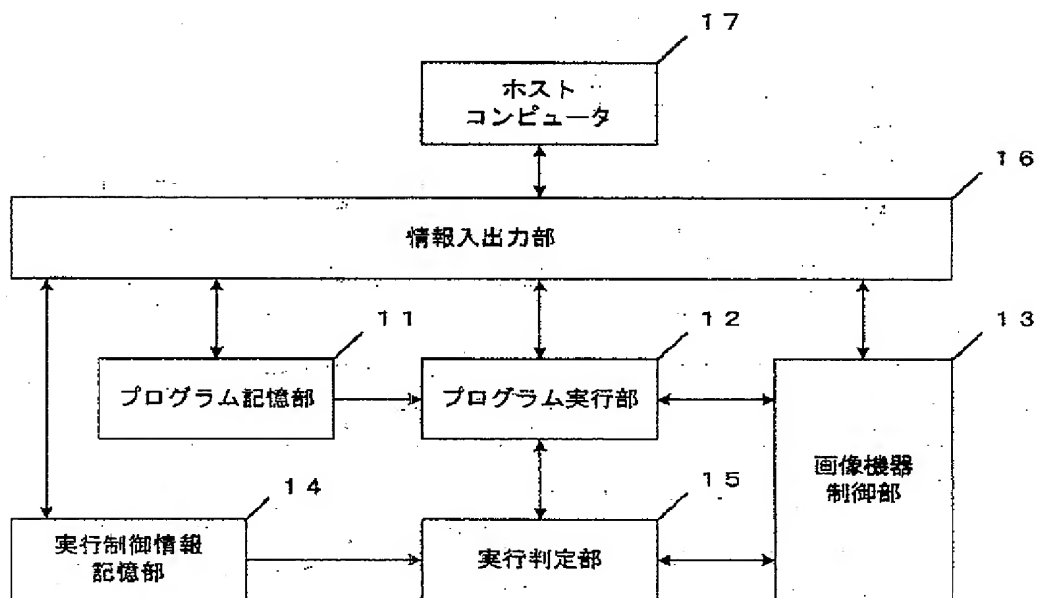 17
ホスト
コンピュータ
16
情報入出力部
11
12
13
プログラム記憶部
プログラム実行部
画像機器
制御部
14
15
実行制御情報
記憶部
実行判定部